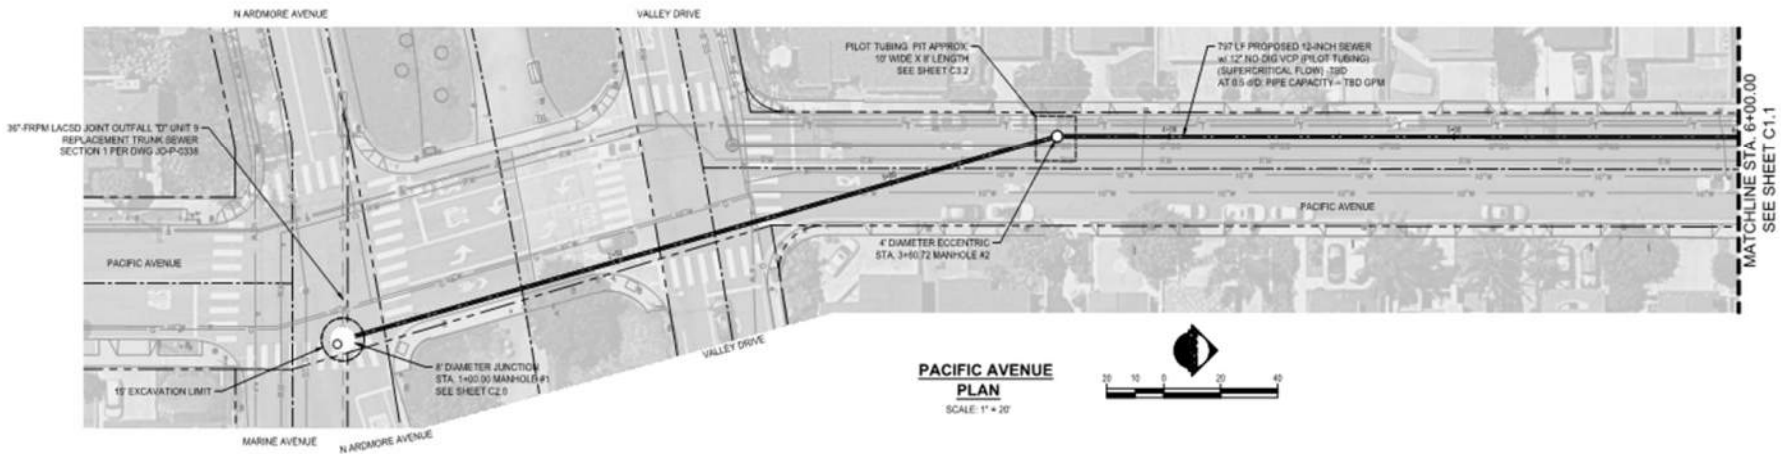 N ARDMORE AVENUE
VALLEY DRIVE
PILOT TUBING PIT APPROX.
10' WIDE X 8' LENGTH
SEE SHEET C3.2
797 LF PROPOSED 12-INCH SEWER
w/ 12" NO-DIG VCP (PILOT TUBING)
(SUPERCRITICAL FLOW) -TBD
AT 0.5 d/D: PIPE CAPACITY = TBD GPM
36"-FRPM LACSD JOINT OUTFALL "D" UNIT 9
REPLACEMENT TRUNK SEWER
SECTION 1 PER DWG JO-P-0338
MATCHLINE STA. 6+00.00
SEE SHEET C1.1
PACIFIC AVENUE
4' DIAMETER ECCENTRIC
STA. 3+60.72 MANHOLE #2
PACIFIC AVENUE
8' DIAMETER JUNCTION
STA. 1+00.00 MANHOLE #1
SEE SHEET C2.0
15' EXCAVATION LIMIT
VALLEY DRIVE
MARINE AVENUE
N ARDMORE AVENUE
PACIFIC AVENUE
PLAN
SCALE: 1" = 20'
20 10 0 20 40